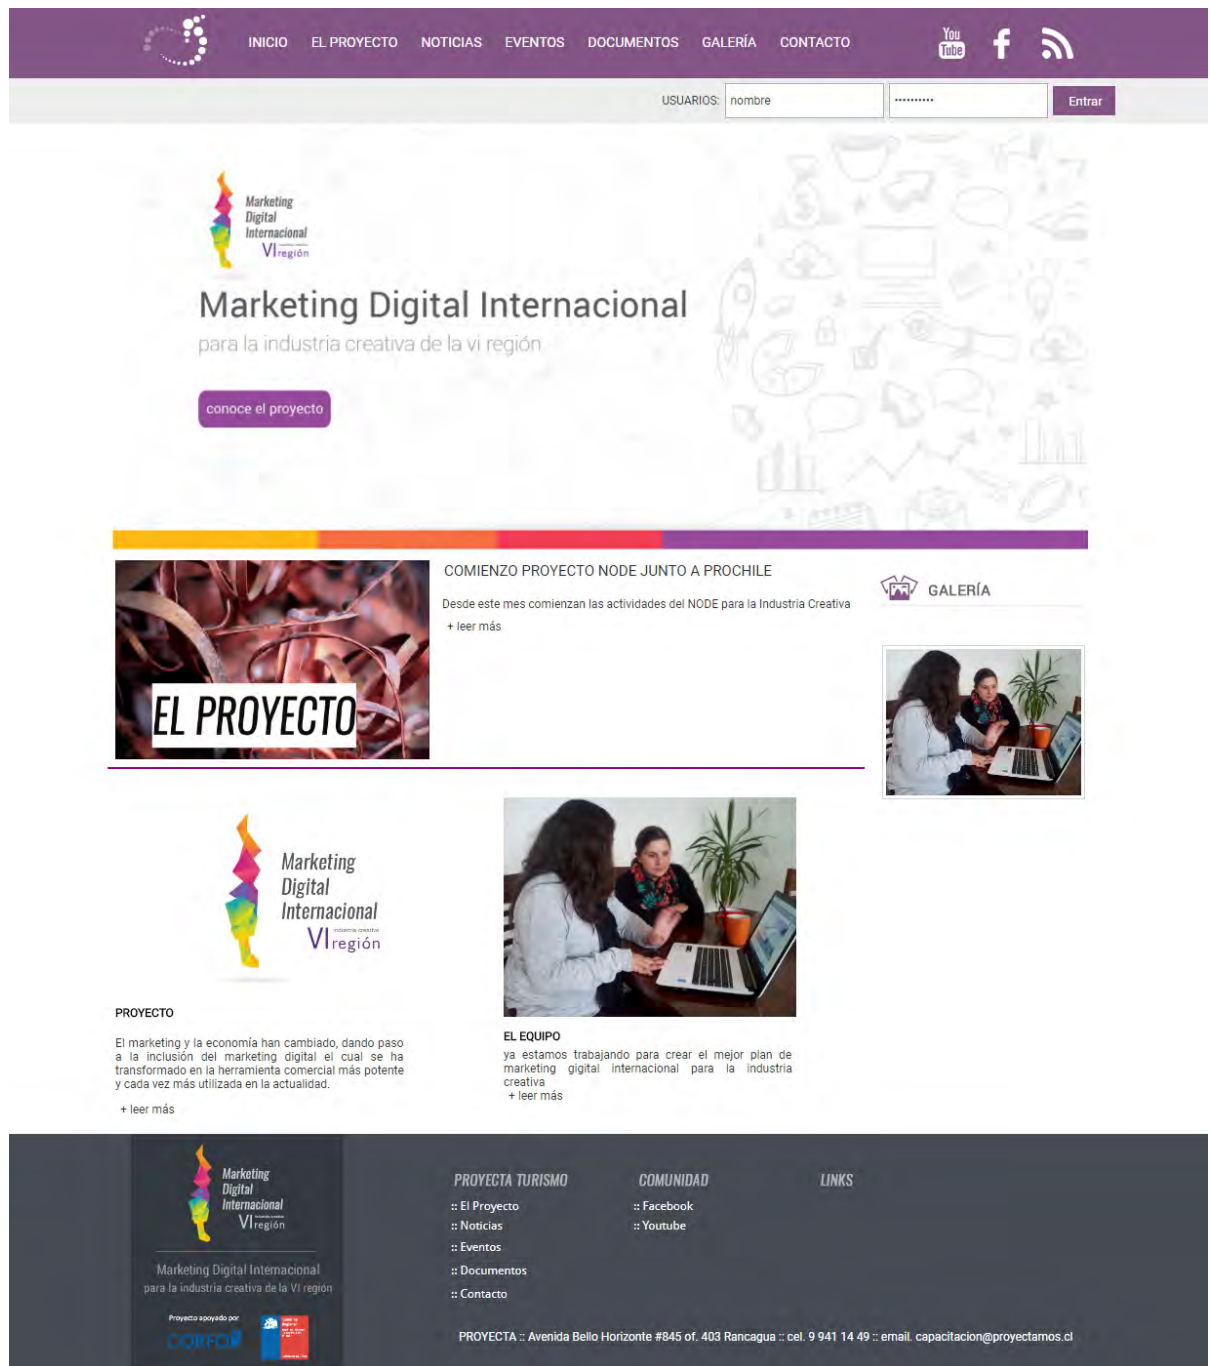 INICIO EL PROYECTO NOTICIAS EVENTOS DOCUMENTOS GALERÍA CONTACTO
You
Tube
USUARIOS: nombre •••••••••• Entrar
Marketing
Digital
Internacional
VI región
Marketing Digital Internacional
para la industria creativa de la vi región
conoce el proyecto
EL PROYECTO
COMIENZO PROYECTO NODE JUNTO A PROCHILE
Desde este mes comienzan las actividades del NODE para la Industria Creativa
+ leer más
GALERÍA
Marketing
Digital
Internacional
industria creativa
VI región
PROYECTO
El marketing y la economía han cambiado, dando paso
a la inclusión del marketing digital el cual se ha
transformado en la herramienta comercial más potente
y cada vez más utilizada en la actualidad.
+ leer más
EL EQUIPO
ya estamos trabajando para crear el mejor plan de
marketing gigital internacional para la industria
creativa
+ leer más
Marketing
Digital
Internacional
VI región
Marketing Digital Internacional
para la industria creativa de la VI región
Proyecto apoyado por
CORFO
PROYECTA TURISMO
:: El Proyecto
:: Noticias
:: Eventos
:: Documentos
:: Contacto
COMUNIDAD
:: Facebook
:: Youtube
LINKS
PROYECTA :: Avenida Bello Horizonte #845 of. 403 Rancagua :: cel. 9 941 14 49 :: email. capacitacion@proyectamos.cl